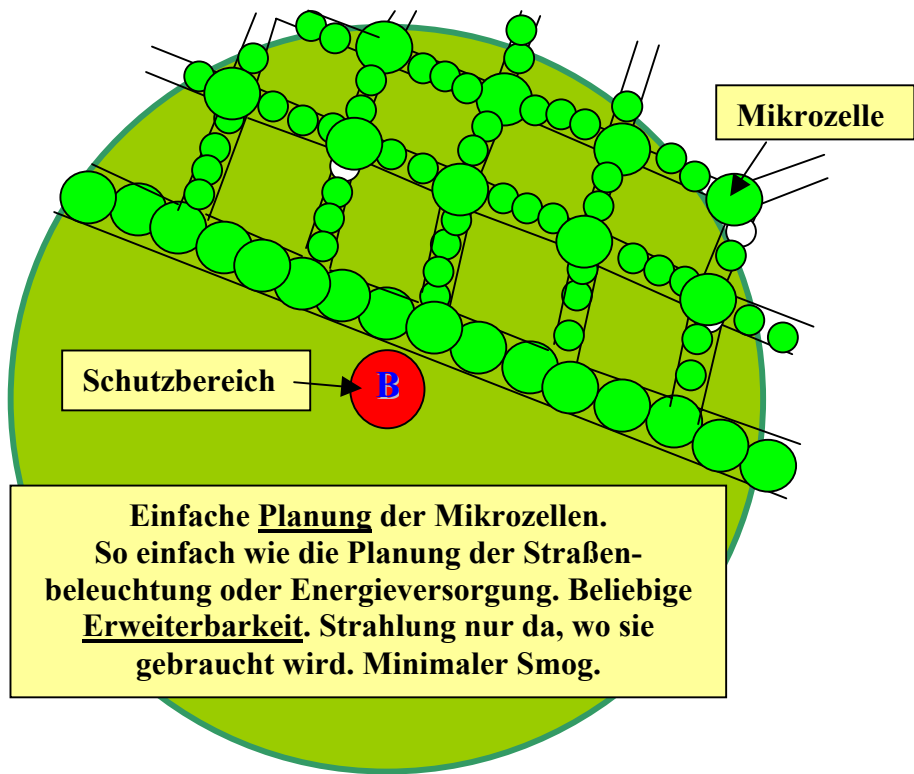 Mikrozelle
Schutzbereich
B
Einfache Planung der Mikrozellen.
So einfach wie die Planung der Straßen-
beleuchtung oder Energieversorgung. Beliebige
Erweiterbarkeit. Strahlung nur da, wo sie
gebraucht wird. Minimaler Smog.